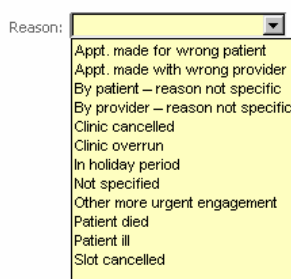 Reason:
Appt. made for wrong patient
Appt. made with wrong provider
By patient – reason not specific
By provider – reason not specific
Clinic cancelled
Clinic overrun
In holiday period
Not specified
Other more urgent engagement
Patient died
Patient ill
Slot cancelled